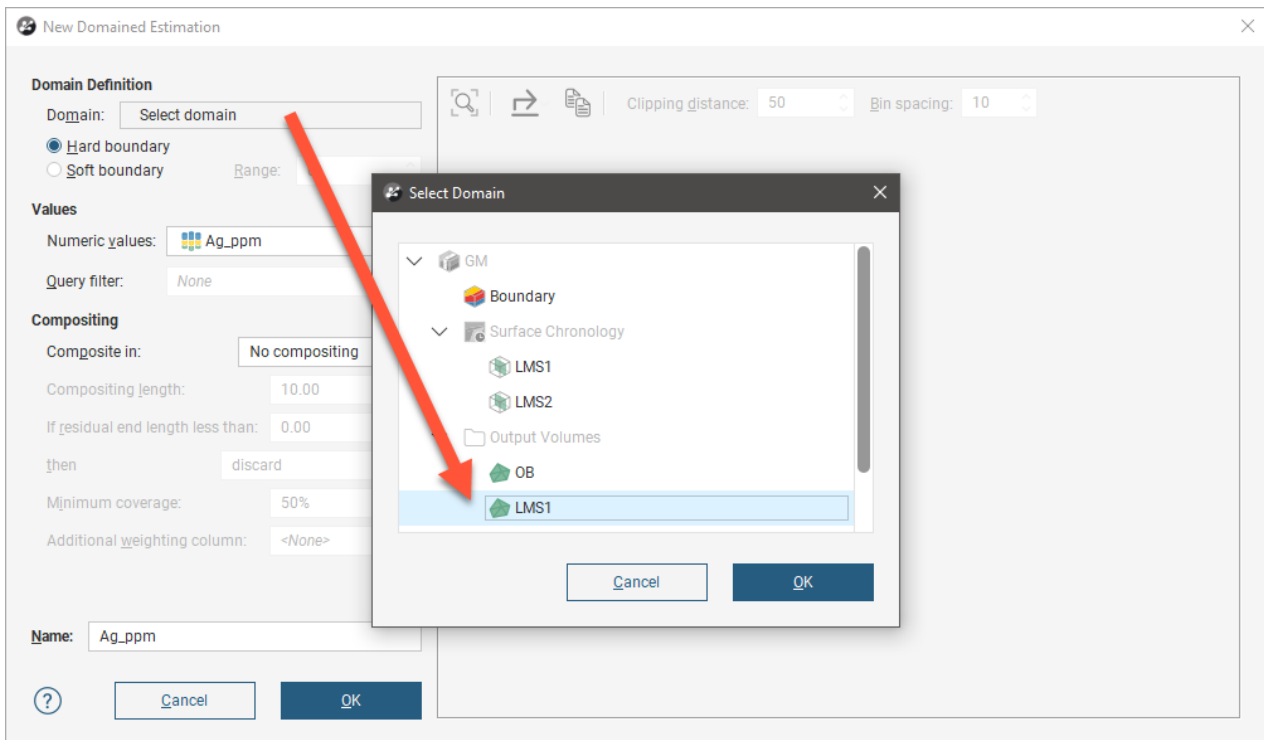 New Domained Estimation
Domain Definition
Domain: Select domain
Hard boundary
Soft boundary Range:
Values
Numeric values: Ag_ppm
Query filter: None
Compositing
Composite in: No compositing
Compositing length: 10.00
If residual end length less than: 0.00
then discard
Minimum coverage: 50%
Additional weighting column: <None>
Name: Ag_ppm
? Cancel OK
Clipping distance: 50 Bin spacing: 10
Select Domain
GM
Boundary
Surface Chronology
LMS1
LMS2
Output Volumes
OB
LMS1
Cancel OK